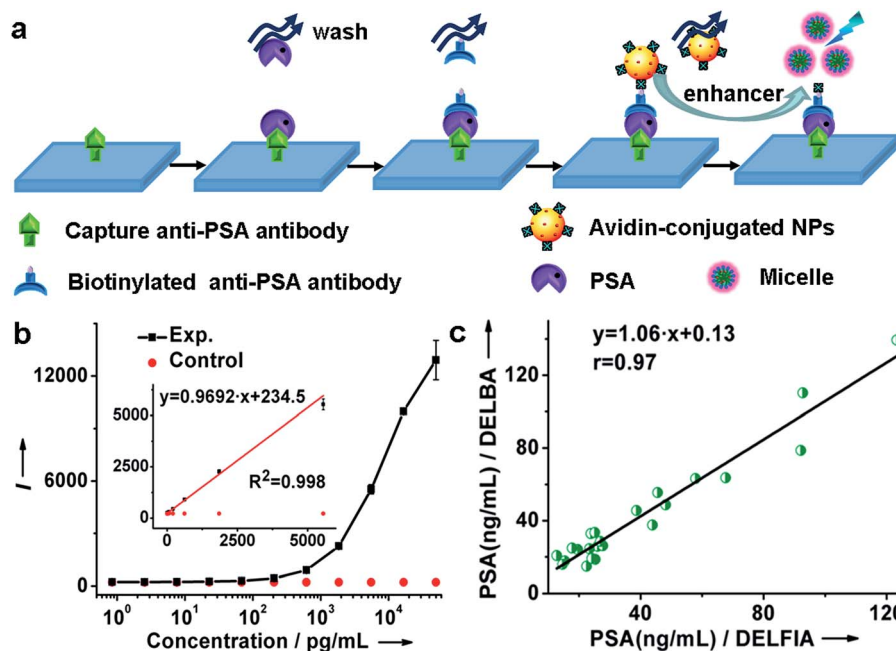 a
wash
enhancer
Capture anti-PSA antibody
Avidin-conjugated NPs
Biotinylated anti-PSA antibody
PSA
Micelle
b
Exp.
Control
12000
6000
0
I
y=0.9692·x+234.5
5000
2500
0
R²=0.998
0 2500 5000
10⁰ 10¹ 10² 10³ 10⁴
Concentration / pg/mL
c
y=1.06·x+0.13
r=0.97
120
80
40
0
PSA(ng/mL) / DELBA
40 80 120
PSA(ng/mL) / DELFIA